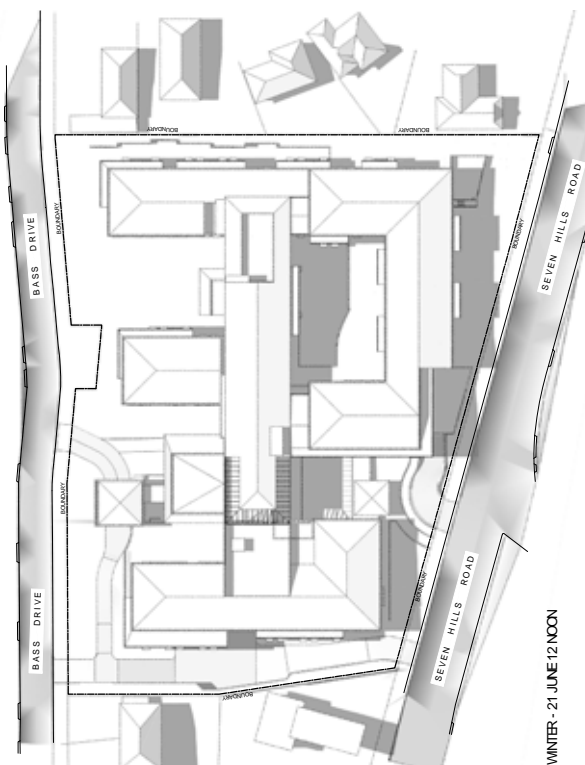 BOUNDARY
BOUNDARY
BASS DRIVE
BOUNDARY
SEVEN HILLS ROAD
BOUNDARY
BOUNDARY
BASS DRIVE
BOUNDARY
SEVEN HILLS ROAD
BOUNDARY
WINTER - 21 JUNE 12 NOON